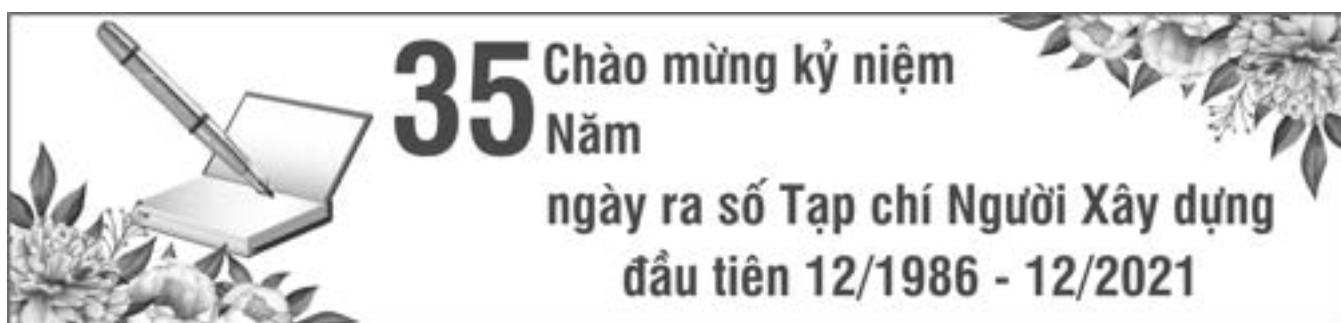 35 Chào mừng kỷ niệm
Năm
ngày ra số Tạp chí Người Xây dựng
đầu tiên 12/1986 - 12/2021